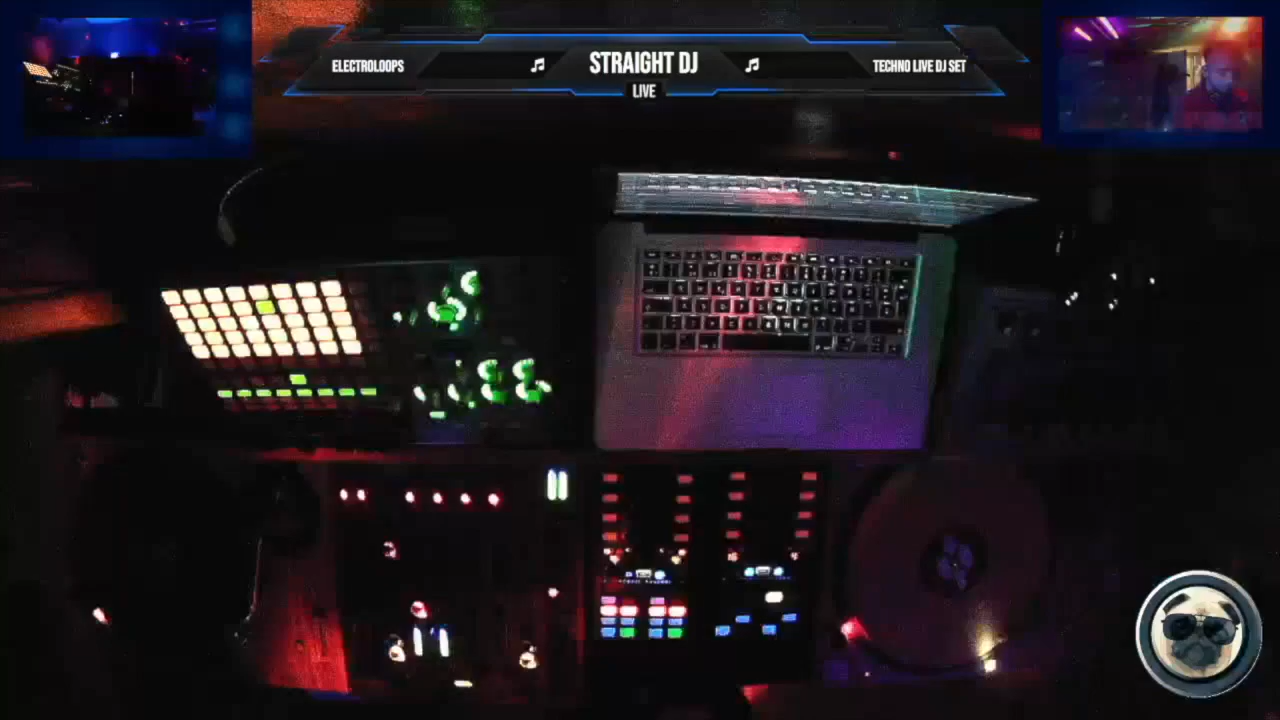 ELECTROLOOPS
STRAIGHT DJ
TECHNO LIVE DJ SET
LIVE